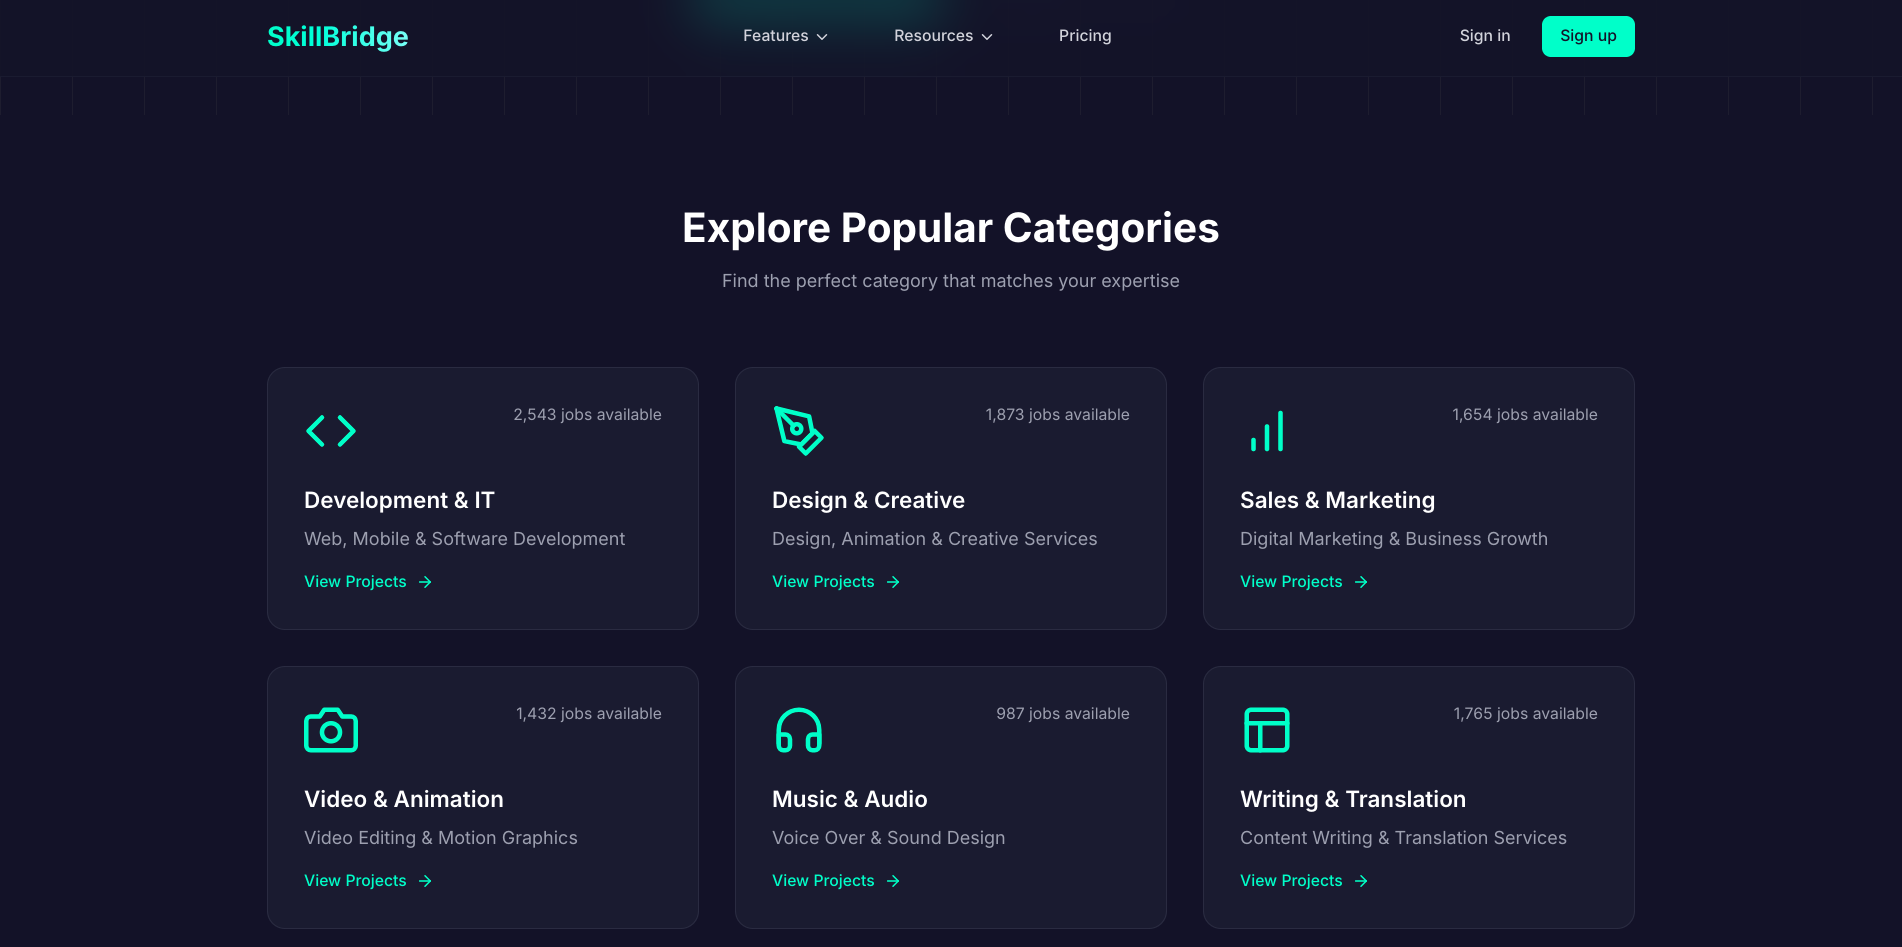 SkillBridge
Features
Resources
Pricing
Sign in
Sign up
Explore Popular Categories
Find the perfect category that matches your expertise
2,543 jobs available
Development & IT
Web, Mobile & Software Development
View Projects
1,873 jobs available
Design & Creative
Design, Animation & Creative Services
View Projects
1,654 jobs available
Sales & Marketing
Digital Marketing & Business Growth
View Projects
1,432 jobs available
Video & Animation
Video Editing & Motion Graphics
View Projects
987 jobs available
Music & Audio
Voice Over & Sound Design
View Projects
1,765 jobs available
Writing & Translation
Content Writing & Translation Services
View Projects